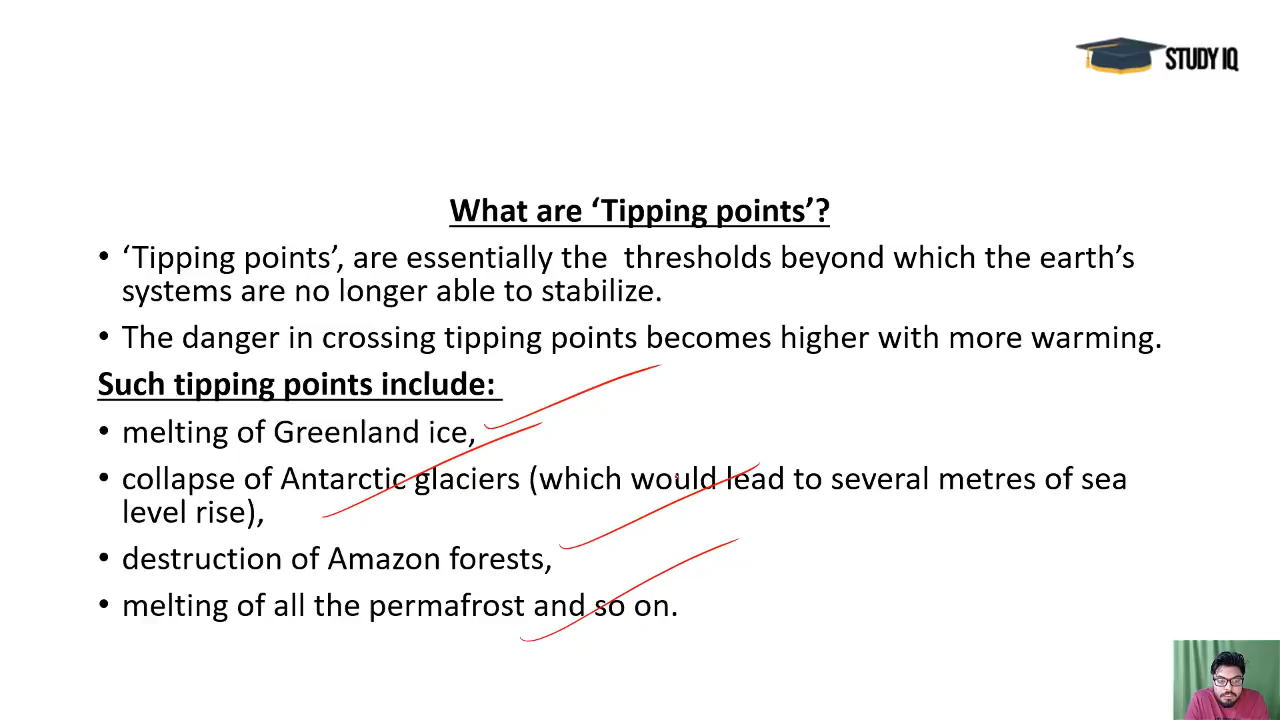 STUDY IQ
What are ‘Tipping points’?
• ‘Tipping points’, are essentially the  thresholds beyond which the earth’s
systems are no longer able to stabilize.
• The danger in crossing tipping points becomes higher with more warming.
Such tipping points include:
• melting of Greenland ice,
• collapse of Antarctic glaciers (which would lead to several metres of sea
level rise),
• destruction of Amazon forests,
• melting of all the permafrost and so on.